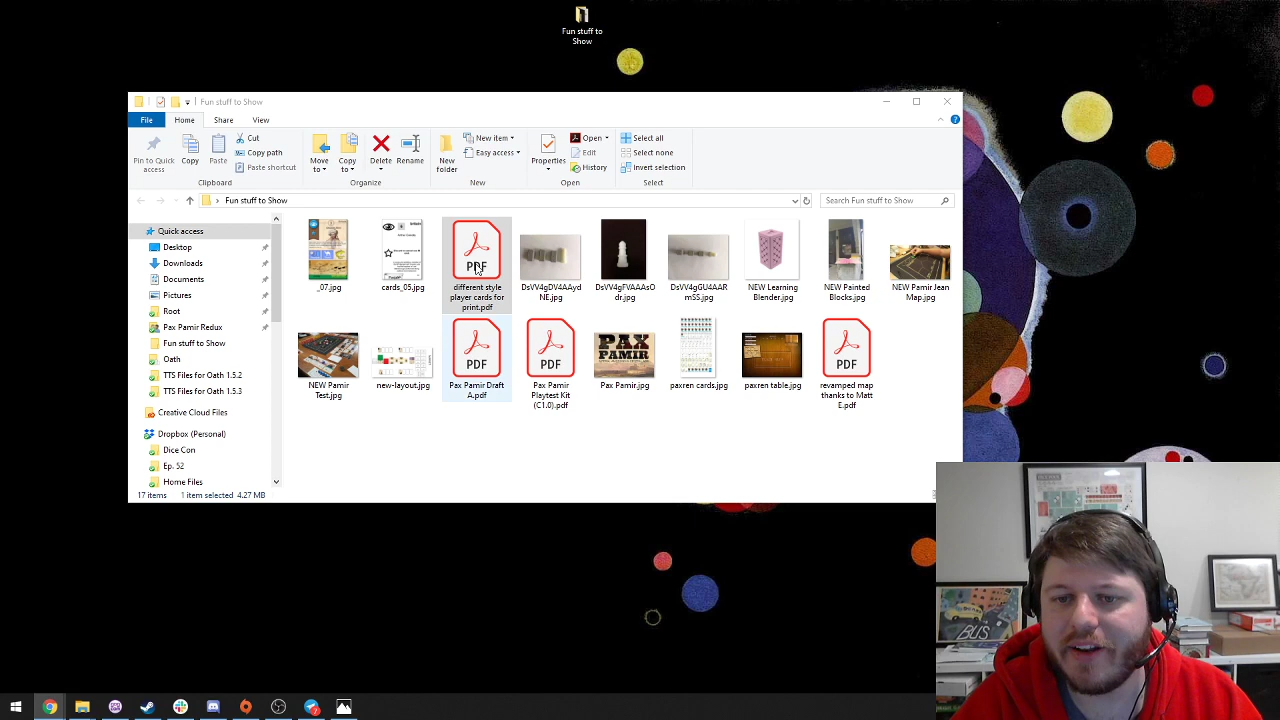 Fun stuff to
Show
Fun stuff to Show
File
Home
Share
View
Pin to Quick
access
Copy
Paste
Cut
Copy path
Paste shortcut
Clipboard
Move
to
Copy
to
Delete
Rename
Organize
New
folder
New item
Easy access
New
Properties
Open
Edit
History
Open
Select all
Select none
Invert selection
Select
Fun stuff to Show
Search Fun stuff to Show
Quick access
Desktop
Downloads
Documents
Pictures
Root
Pax Pamir Redux
Fun stuff to Show
Oath
TTS Files for Oath 1.5.2
TTS Files for Oath 1.5.3
Creative Cloud Files
Dropbox (Personal)
Dice Con
Ep. 52
Home Files
_07.jpg
cards_05.jpg
PDF
different style
player cards for
print.pdf
DsVV4gDV4AAyd
NE.jpg
DsVV4gFVAAAsO
dr.jpg
DsVV4gGU4AAR
mSS.jpg
NEW Learning
Blender.jpg
NEW Painted
Blocks.jpg
NEW Pamir Jean
Map.jpg
NEW Pamir
Test.jpg
new-layout.jpg
PDF
Pax Pamir Draft
A.pdf
PDF
Pax Pamir
Playtest Kit
(C1.0).pdf
PAX
PAMIR
Pax Pamir.jpg
paxren cards.jpg
paxren table.jpg
PDF
revamped map
thanks to Matt
E.pdf
17 items
1 item selected 4.27 MB
BUS